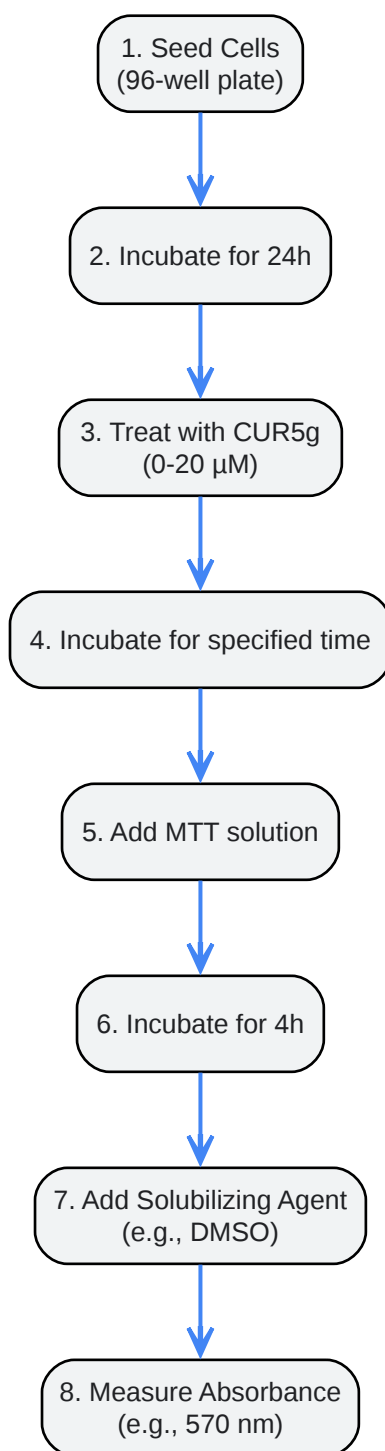 1. Seed Cells
(96-well plate)
2. Incubate for 24h
3. Treat with CUR5g
(0-20 µM)
4. Incubate for specified time
5. Add MTT solution
6. Incubate for 4h
7. Add Solubilizing Agent
(e.g., DMSO)
8. Measure Absorbance
(e.g., 570 nm)